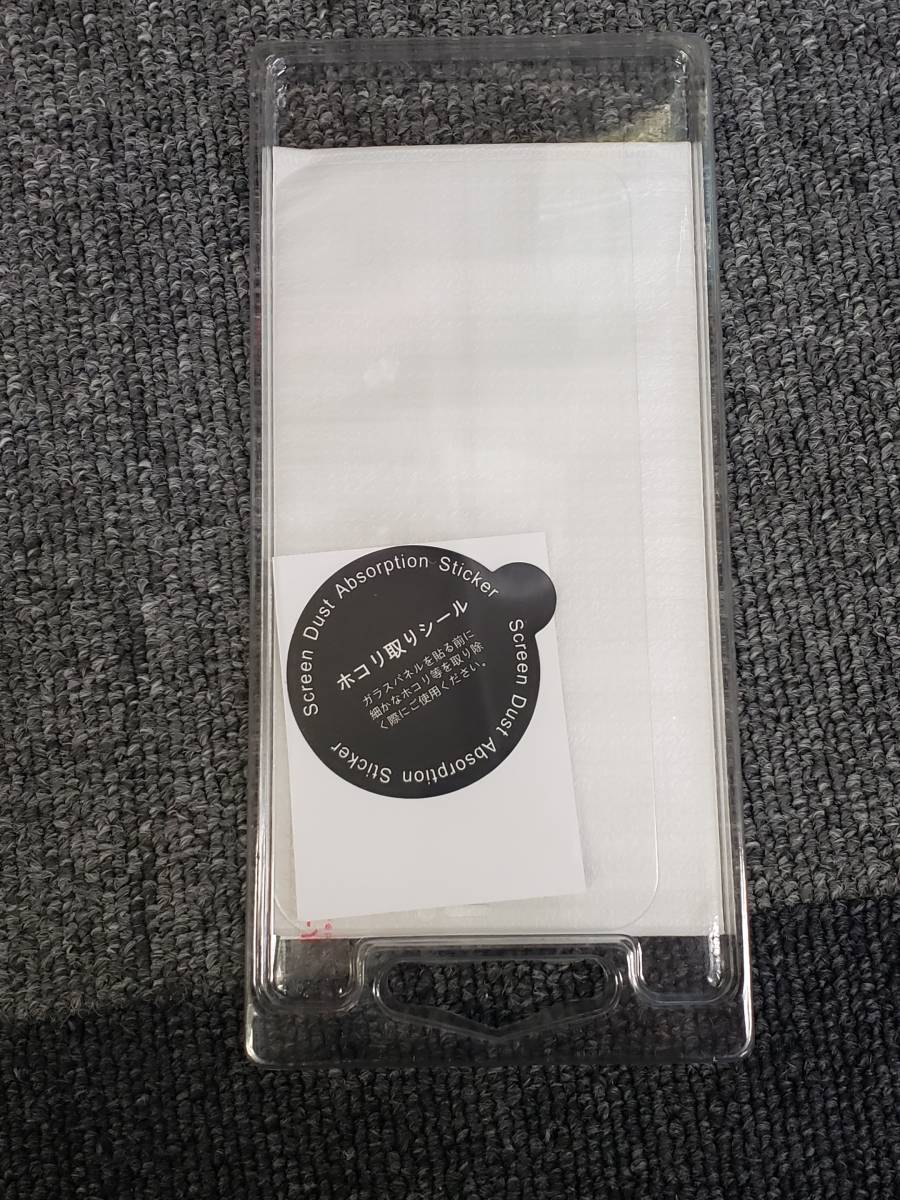 Screen Dust Absorption Sticker
ホコリ取りシール
ガラスパネルを貼る前に
細かなホコリ等を取り除
く際にご使用ください。
Screen Dust Absorption Sticker